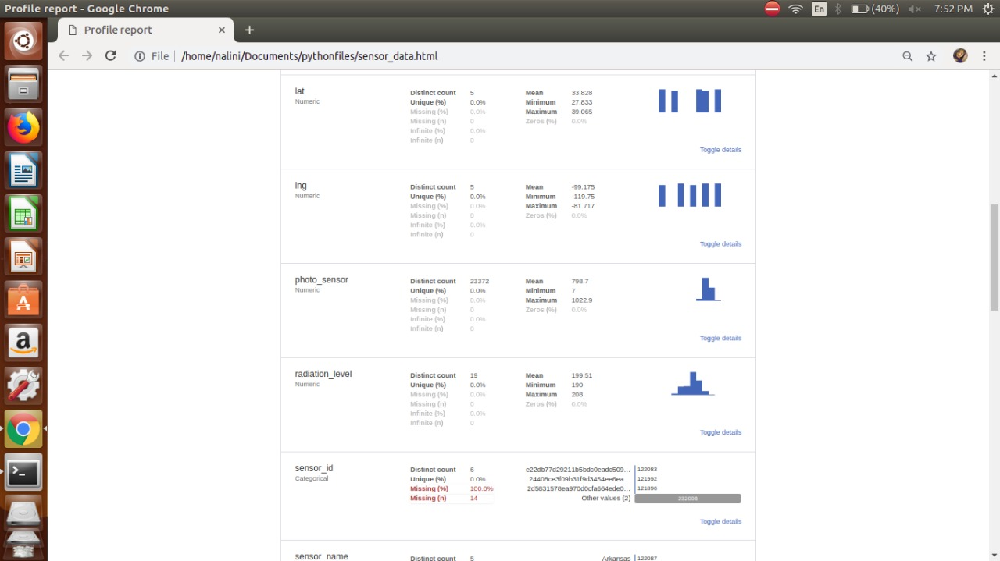 Profile report - Google Chrome
En
(40%)
7:52 PM
Profile report
File
/home/nalini/Documents/pythonfiles/sensor_data.html
lat
Numeric
Distinct count 5
Unique (%) 0.0%
Missing (%) 0.0%
Missing (n) 0
Infinite (%) 0.0%
Infinite (n) 0
Mean 33.828
Minimum 27.833
Maximum 39.065
Zeros (%) 0.0%
Toggle details
lng
Numeric
Distinct count 5
Unique (%) 0.0%
Missing (%) 0.0%
Missing (n) 0
Infinite (%) 0.0%
Infinite (n) 0
Mean -99.175
Minimum -119.75
Maximum -81.717
Zeros (%) 0.0%
Toggle details
photo_sensor
Numeric
Distinct count 23372
Unique (%) 0.0%
Missing (%) 0.0%
Missing (n) 0
Infinite (%) 0.0%
Infinite (n) 0
Mean 798.7
Minimum 7
Maximum 1022.9
Zeros (%) 0.0%
Toggle details
radiation_level
Numeric
Distinct count 19
Unique (%) 0.0%
Missing (%) 0.0%
Missing (n) 0
Infinite (%) 0.0%
Infinite (n) 0
Mean 199.51
Minimum 190
Maximum 208
Zeros (%) 0.0%
Toggle details
sensor_id
Categorical
Distinct count 6
Unique (%) 0.0%
Missing (%) 100.0%
Missing (n) 14
e22db77d29211b5bdc0eadc509... 122083
24408ce3f09b31f9d3454ee6ea... 121992
2d5831578ea970d0cfa664ede0... 121896
Other values (2) 232006
Toggle details
sensor_name
Distinct count 5
Arkansas 122087